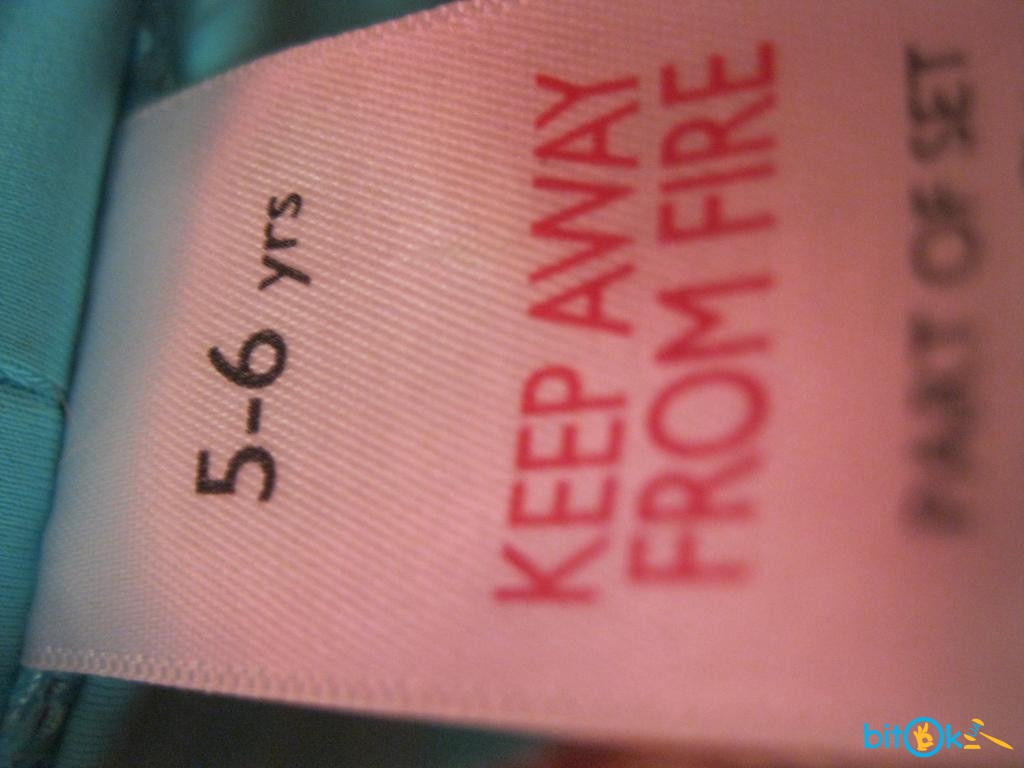 5-6 yrs
KEEP AWAY
FROM FIRE
PART OF SET
bitOk